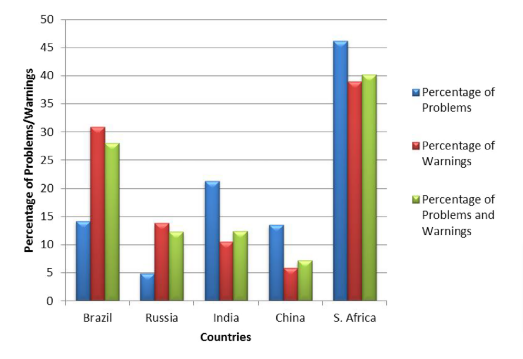 50
45
40
35
30
25
20
15
10
5
0
Percentage of Problems/Warnings
Brazil
Russia
India
China
S. Africa
Countries
Percentage of
Problems
Percentage of
Warnings
Percentage of
Problems and
Warnings